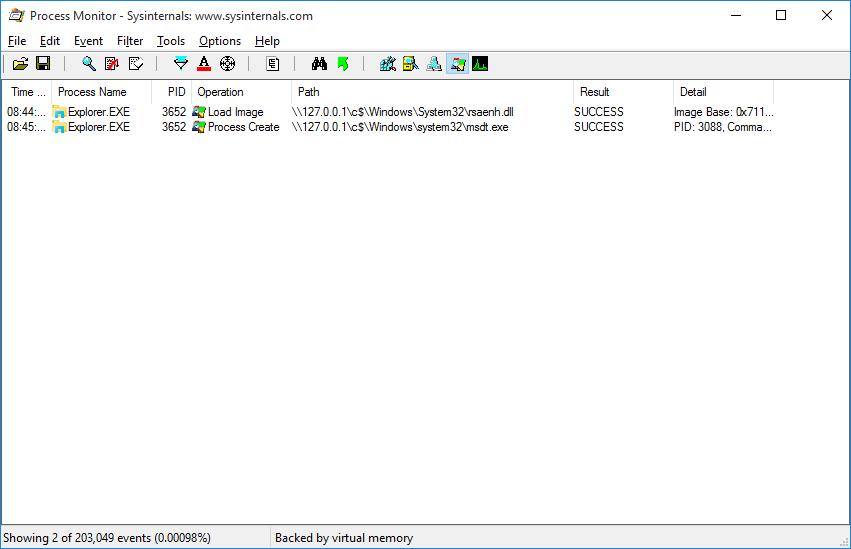 Process Monitor - Sysinternals: www.sysinternals.com
File Edit Event Filter Tools Options Help
Time ... Process Name PID Operation Path Result Detail
08:44:... Explorer.EXE 3652 Load Image \\127.0.0.1\c$\Windows\System32\rsaenh.dll SUCCESS Image Base: 0x711...
08:45:... Explorer.EXE 3652 Process Create \\127.0.0.1\c$\Windows\system32\msdt.exe SUCCESS PID: 3088, Comma...
Showing 2 of 203,049 events (0.00098%) Backed by virtual memory